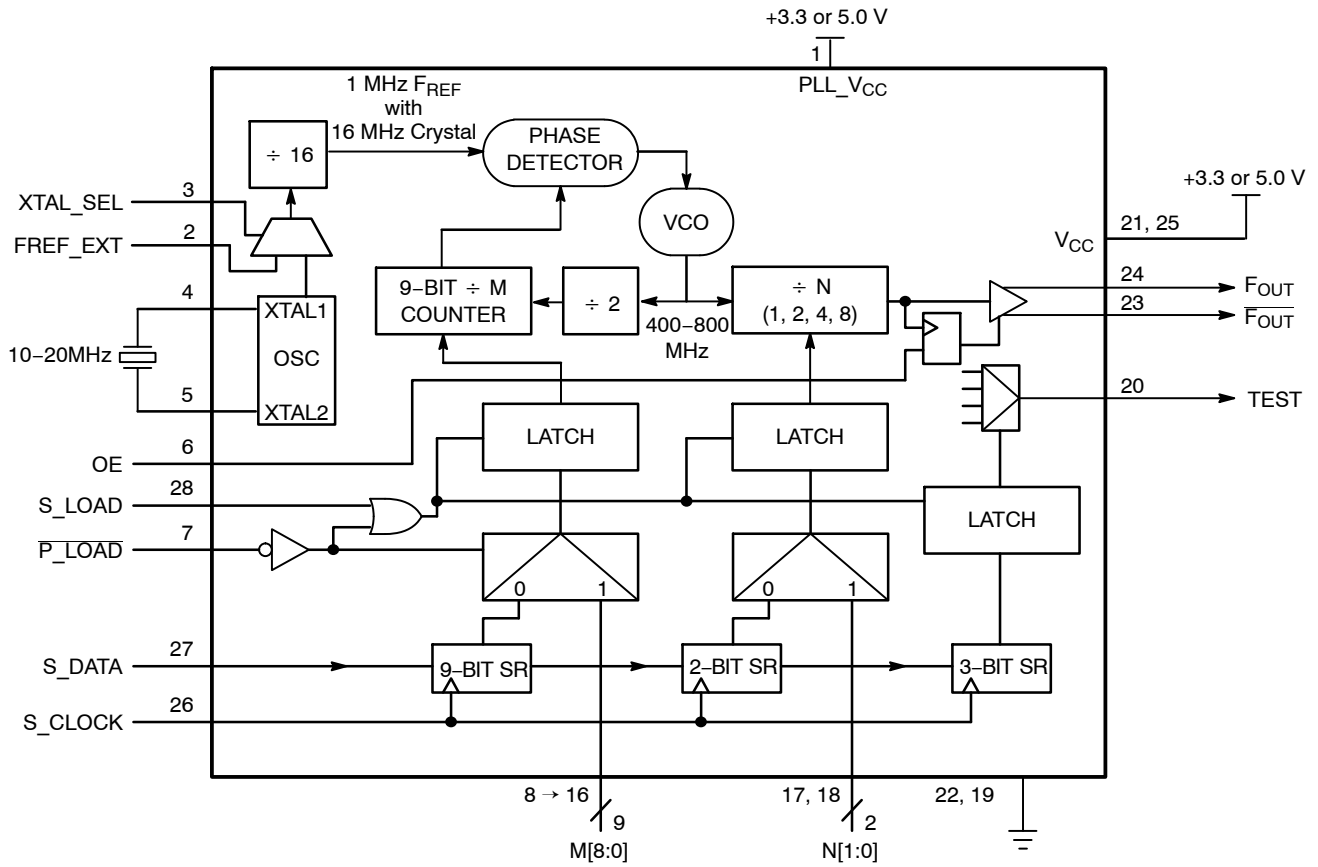 +3.3 or 5.0 V
1
PLL_VCC
1 MHz FREF
with
16 MHz Crystal
÷ 16
PHASE
DETECTOR
+3.3 or 5.0 V
XTAL_SEL
3
FREF_EXT
2
VCO
VCC
21, 25
4
XTAL1
9−BIT ÷ M
COUNTER
÷ 2
400−800
MHz
÷ N
(1, 2, 4, 8)
24
FOUT
23
FOUT
10−20MHz
OSC
5
XTAL2
20
TEST
OE
6
LATCH
LATCH
S_LOAD
28
P_LOAD
7
LATCH
0
1
0
1
S_DATA
27
9−BIT SR
2−BIT SR
3−BIT SR
S_CLOCK
26
8 → 16
9
M[8:0]
17, 18
2
N[1:0]
22, 19